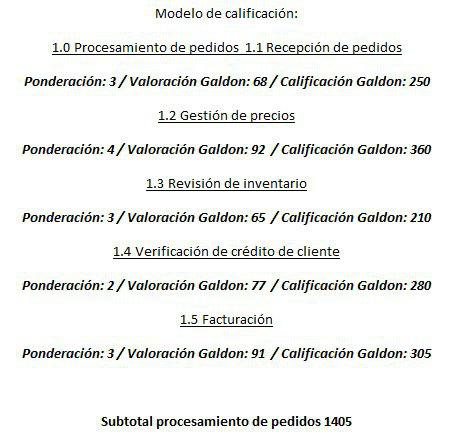 Modelo de calificación:
1.0 Procesamiento de pedidos 1.1 Recepción de pedidos
Ponderación: 3 / Valoración Galdon: 68 / Calificación Galdon: 250
1.2 Gestión de precios
Ponderación: 4 / Valoración Galdon: 92 / Calificación Galdon: 360
1.3 Revisión de inventario
Ponderación: 3 / Valoración Galdon: 65 / Calificación Galdon: 210
1.4 Verificación de crédito de cliente
Ponderación: 2 / Valoración Galdon: 77 / Calificación Galdon: 280
1.5 Facturación
Ponderación: 3 / Valoración Galdon: 91 / Calificación Galdon: 305
Subtotal procesamiento de pedidos 1405